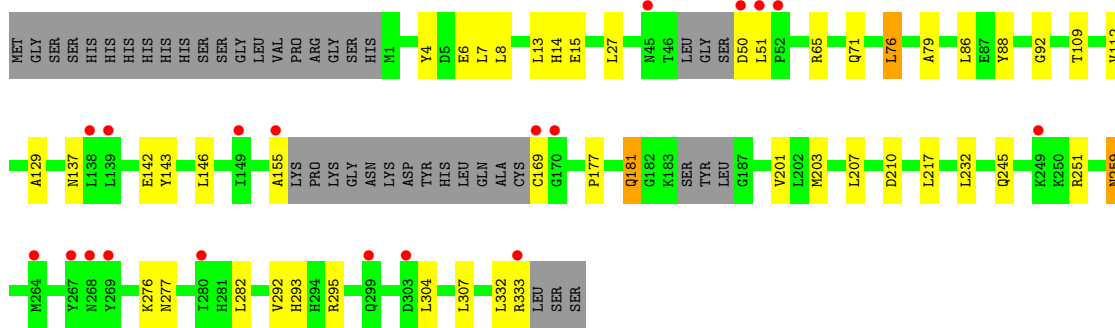 MET GLY SER SER HIS HIS HIS HIS HIS HIS SER SER GLY LEU VAL PRO ARG GLY SER HIS M1 Y4 D5 E6 L7 L8 L13 H14 E15 L27 N45 T46 LEU GLY SER D50 L51 P52 R65 Q71 L76 A79 L86 E87 Y88 G92 T109 V112
A129 N137 L138 L139 E142 Y143 L146 I149 A155 LYS PRO LYS GLY ASN LYS ASP TYR HIS LEU GLN ALA CYS C169 G170 P177 Q181 G182 K183 SER TYR LEU G187 V201 L202 M203 L207 D210 L217 L232 Q245 K249 K250 R251 N259
M264 Y267 N268 Y269 K276 N277 I280 H281 L282 V292 H293 H294 R295 Q299 D303 L304 L307 L332 R333 LEU SER SER